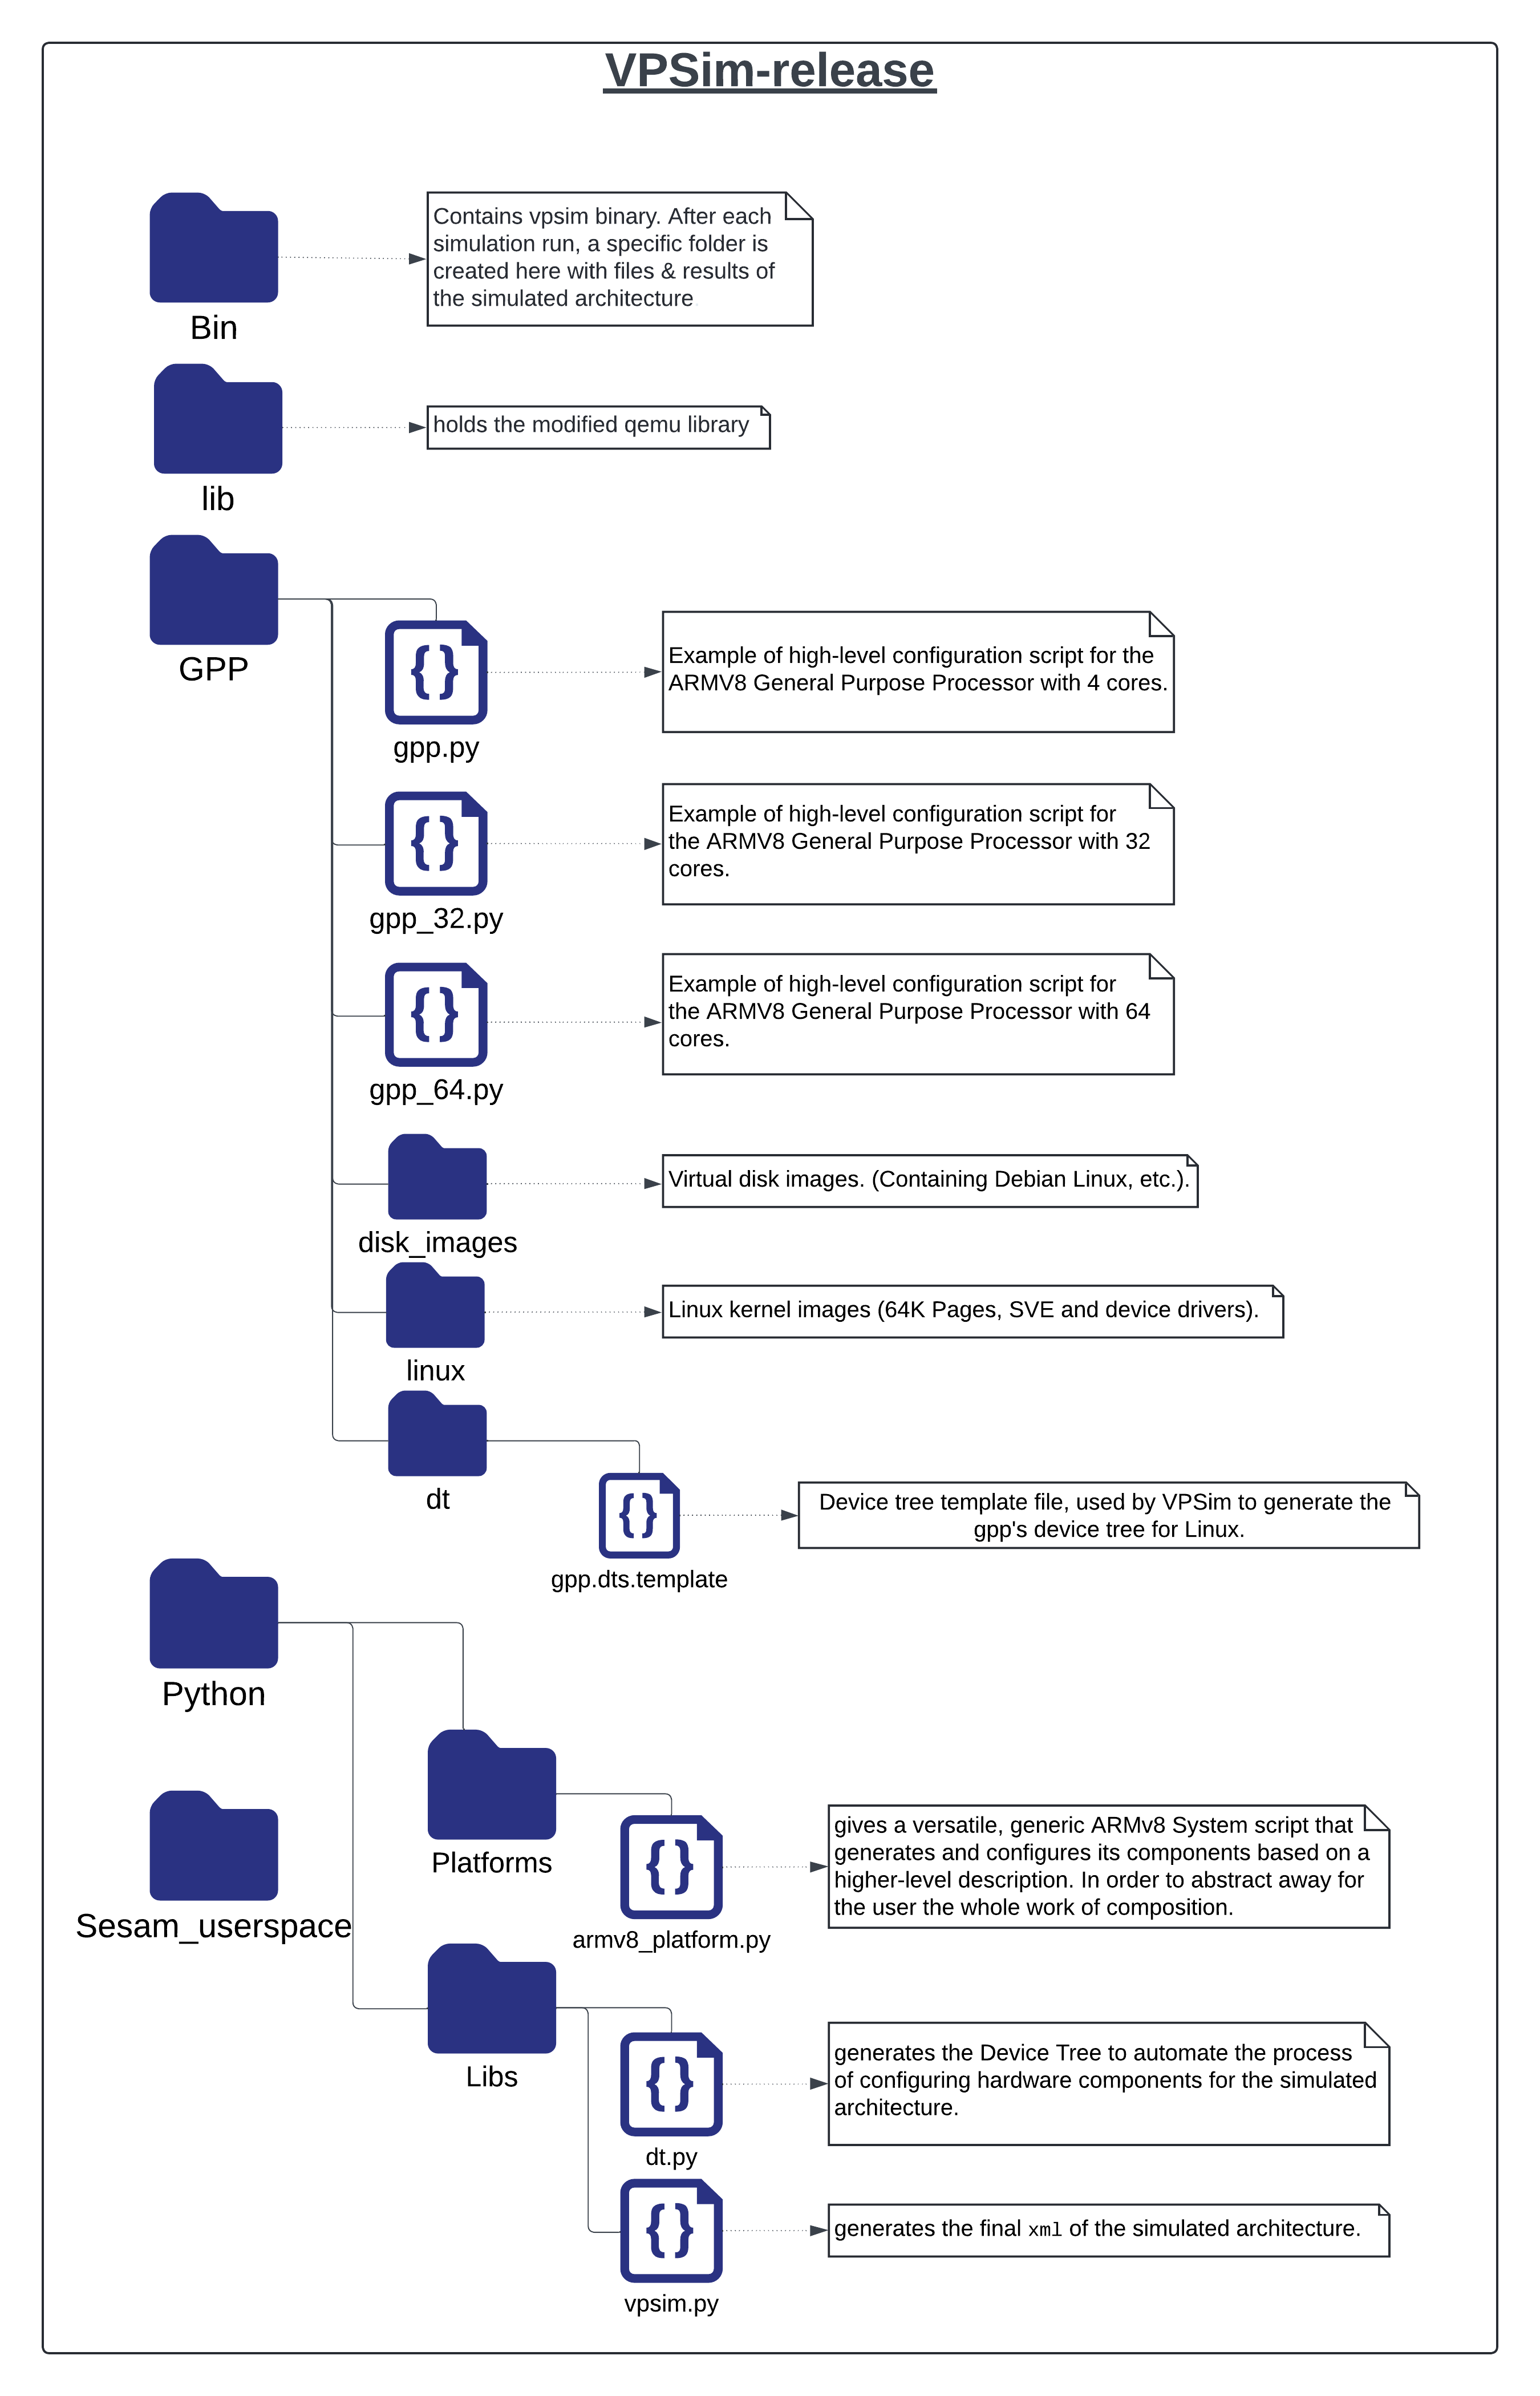 VPSim-release
Contains vpsim binary. After each
simulation run, a specific folder is
created here with files & results of
the simulated architecture
Bin
holds the modified qemu library
lib
GPP
{ }
gpp.py
Example of high-level configuration script for the
ARMV8 General Purpose Processor with 4 cores.
{ }
gpp_32.py
Example of high-level configuration script for
the ARMV8 General Purpose Processor with 32
cores.
{ }
gpp_64.py
Example of high-level configuration script for
the ARMV8 General Purpose Processor with 64
cores.
disk_images
Virtual disk images. (Containing Debian Linux, etc.).
linux
Linux kernel images (64K Pages, SVE and device drivers).
dt
{ }
gpp.dts.template
Device tree template file, used by VPSim to generate the
gpp's device tree for Linux.
Python
Platforms
{ }
armv8_platform.py
gives a versatile, generic ARMv8 System script that
generates and configures its components based on a
higher-level description. In order to abstract away for
the user the whole work of composition.
Sesam_userspace
Libs
{ }
dt.py
generates the Device Tree to automate the process
of configuring hardware components for the simulated
architecture.
{ }
vpsim.py
generates the final xml of the simulated architecture.